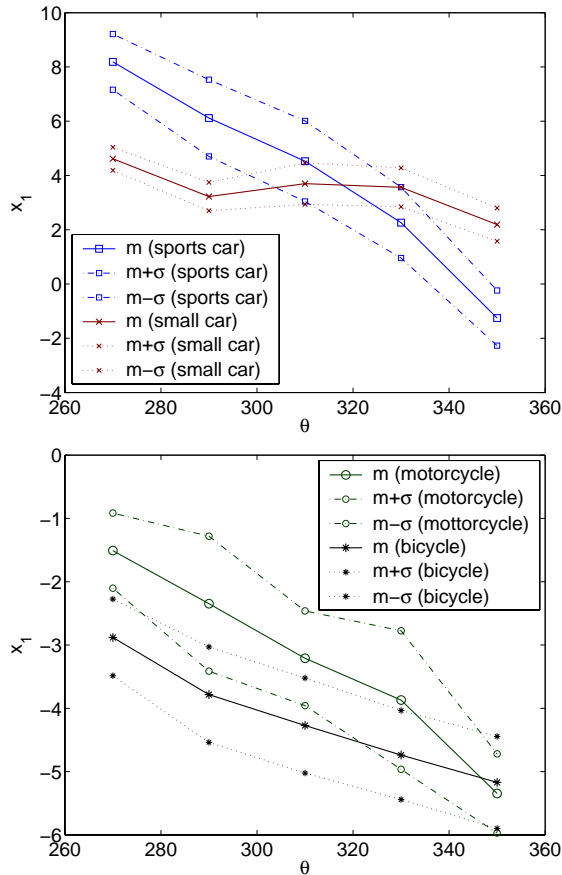 10
8
6
4
2
0
−2
−4
x_1
m (sports car)
m+σ (sports car)
m−σ (sports car)
m (small car)
m+σ (small car)
m−σ (small car)
260 280 300 320 340 360
θ
0
−1
−2
−3
−4
−5
−6
x_1
m (motorcycle)
m+σ (motorcycle)
m−σ (mottorcycle)
m (bicycle)
m+σ (bicycle)
m−σ (bicycle)
260 280 300 320 340 360
θ